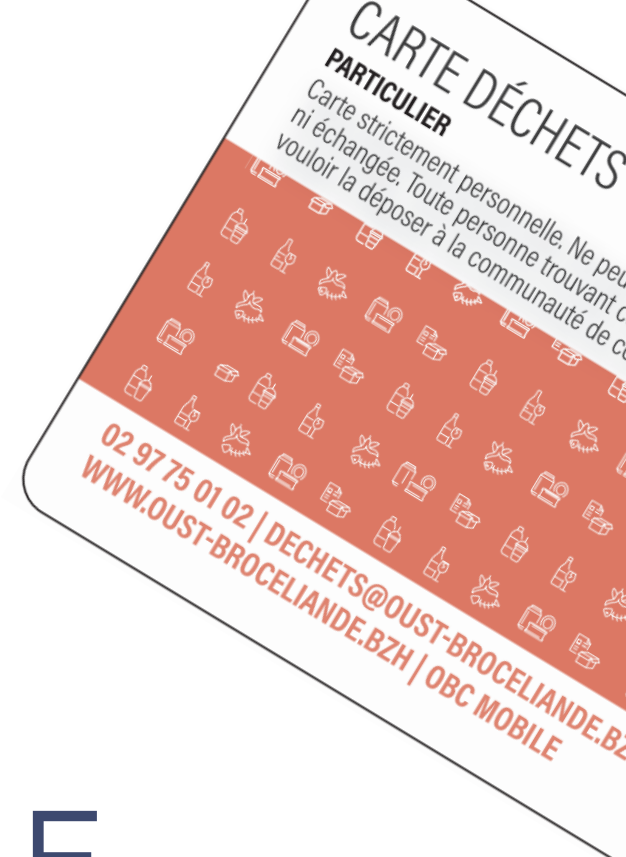 CARTE DÉCHETS
PARTICULIER
Carte strictement personnelle. Ne peu
ni échangée. Toute personne trouvant c
vouloir la déposer à la communauté de co
02 97 75 01 02 | DECHETS@OUST-BROCELIANDE.BZ
WWW.OUST-BROCELIANDE.BZH | OBC MOBILE